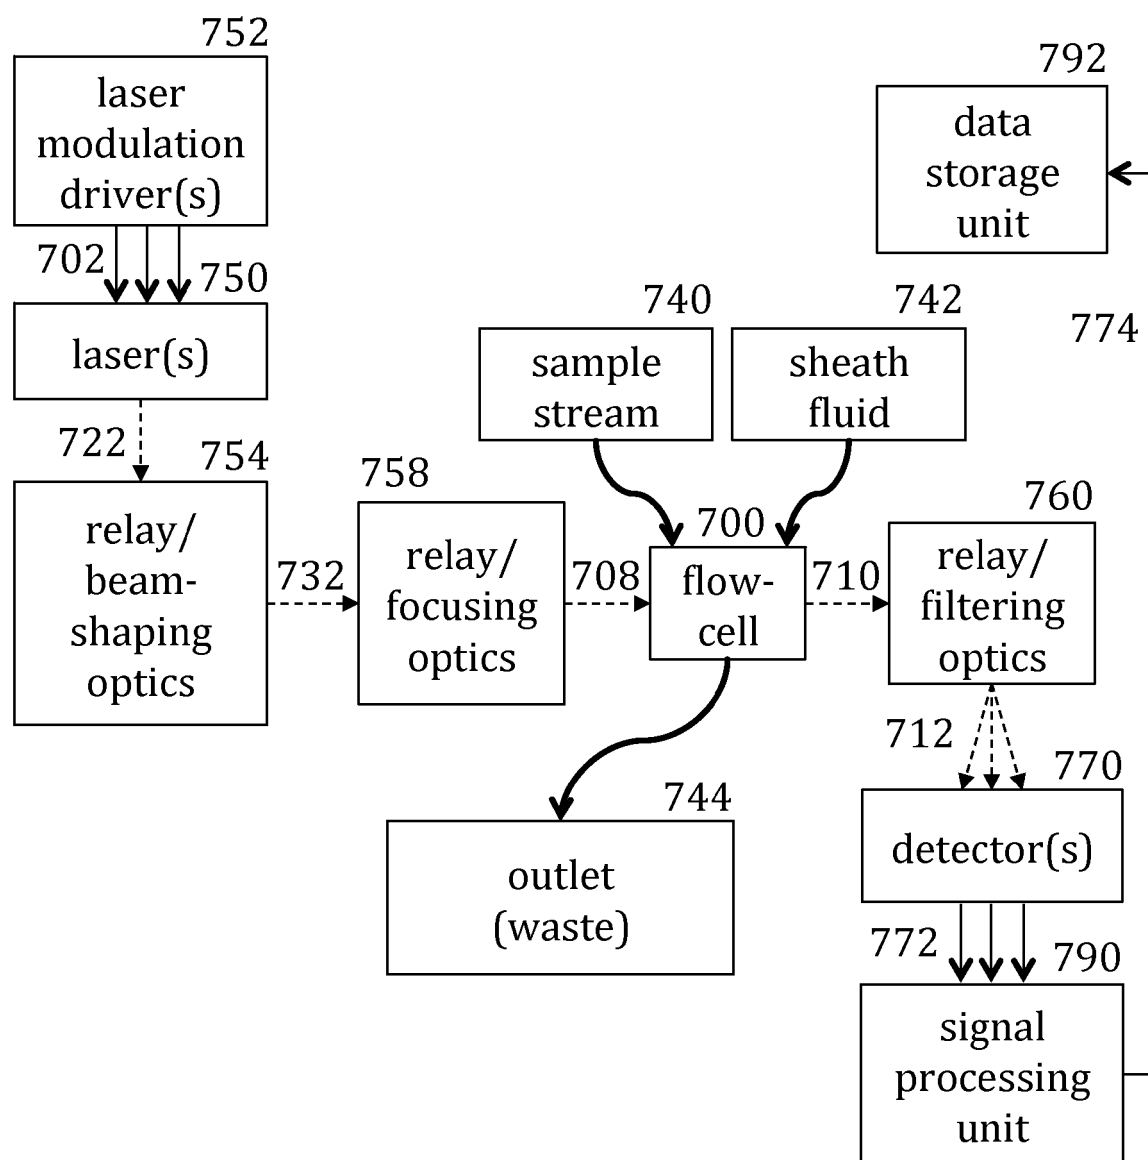 752
laser
modulation
driver(s)
702
750
laser(s)
722
754
relay/
beam-
shaping
optics
732
758
relay/
focusing
optics
708
740
sample
stream
742
sheath
fluid
700
flow-
cell
710
744
outlet
(waste)
760
relay/
filtering
optics
712
770
detector(s)
772
790
signal
processing
unit
774
792
data
storage
unit